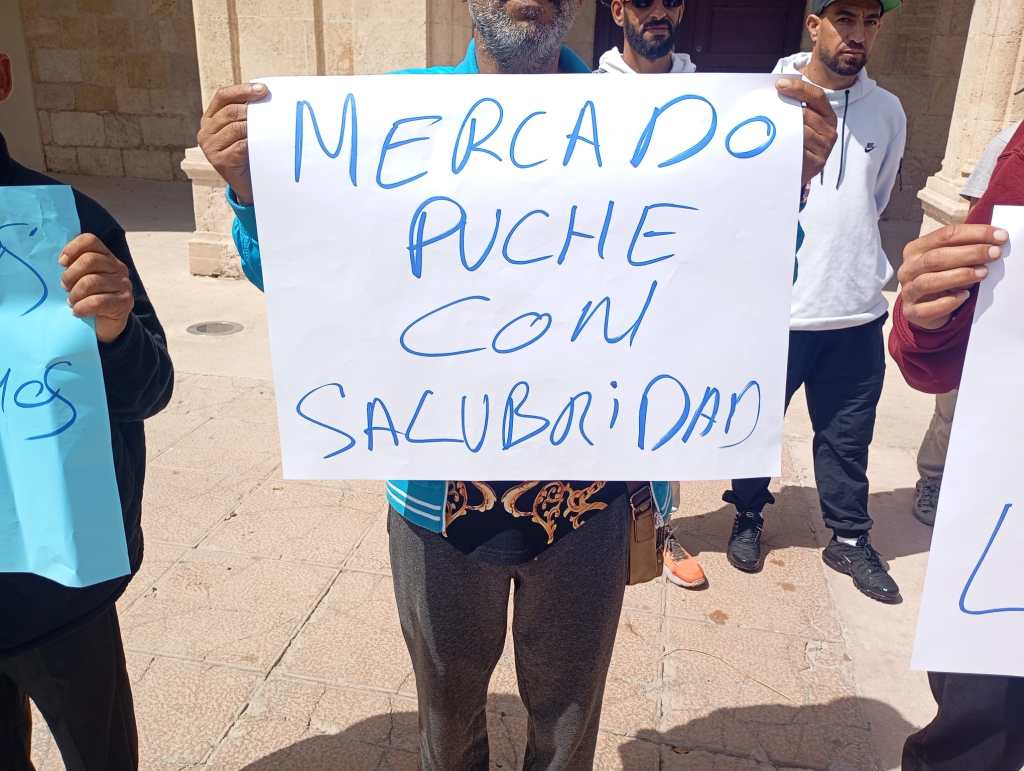 MERCADO
PUCHE
CON
SALUBRIDAD